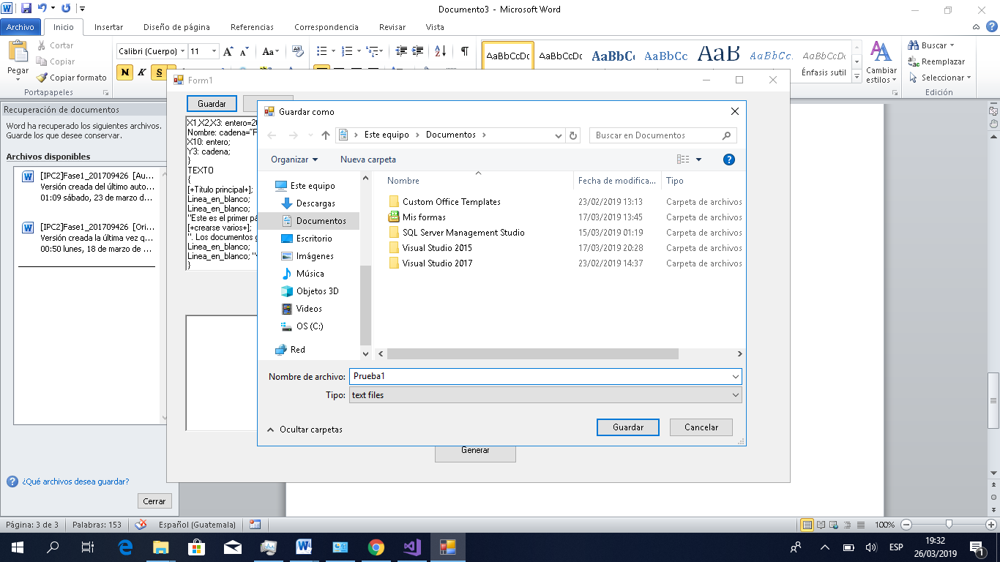 Documento3 - Microsoft Word
Archivo
Inicio
Insertar
Diseño de página
Referencias
Correspondencia
Revisar
Vista
Pegar
Cortar
Copiar
Copiar formato
Portapapeles
Calibri (Cuerpo)
11
N K S
AaBbCcDc
AaBbCcDc
AaBbC
AaBbCc
AaB
AaBbCc.
AaBbCcDc
Énfasis sutil
Cambiar
estilos
Buscar
Reemplazar
Seleccionar
Edición
Recuperación de documentos
Word ha recuperado los siguientes archivos.
Guarde los que desee conservar.
Archivos disponibles
[IPC2]Fase1_201709426 [Au...
Versión creada del último auto...
01:09 sábado, 23 de marzo d...
[IPC2]Fase1_201709426 [Ori...
Versión creada la última vez q...
00:50 lunes, 18 de marzo de ...
¿Qué archivos desea guardar?
Cerrar
Form1
Guardar
X1,X2,X3: entero=20
Nombre: cadena="F
X10: entero;
Y3: cadena;
}
TEXTO
{
[+Titulo principal+];
Linea_en_blanco;
"Este es el primer pá
[+crearse varios+];
". Los documentos g
Linea_en_blanco;
Linea_en_blanco;
}
Generar
Guardar como
Este equipo
Documentos
Buscar en Documentos
Organizar
Nueva carpeta
Este equipo
Descargas
Documentos
Escritorio
Imágenes
Música
Objetos 3D
Videos
OS (C:)
Red
Nombre Fecha de modifica... Tipo
Custom Office Templates 23/02/2019 13:13 Carpeta de archivos
Mis formas 17/03/2019 13:45 Carpeta de archivos
SQL Server Management Studio 15/03/2019 01:19 Carpeta de archivos
Visual Studio 2015 17/03/2019 20:28 Carpeta de archivos
Visual Studio 2017 23/02/2019 14:37 Carpeta de archivos
Nombre de archivo: Prueba1
Tipo: text files
Ocultar carpetas
Guardar
Cancelar
Página: 3 de 3
Palabras: 153
Español (Guatemala)
100%
ESP
19:32
26/03/2019
1